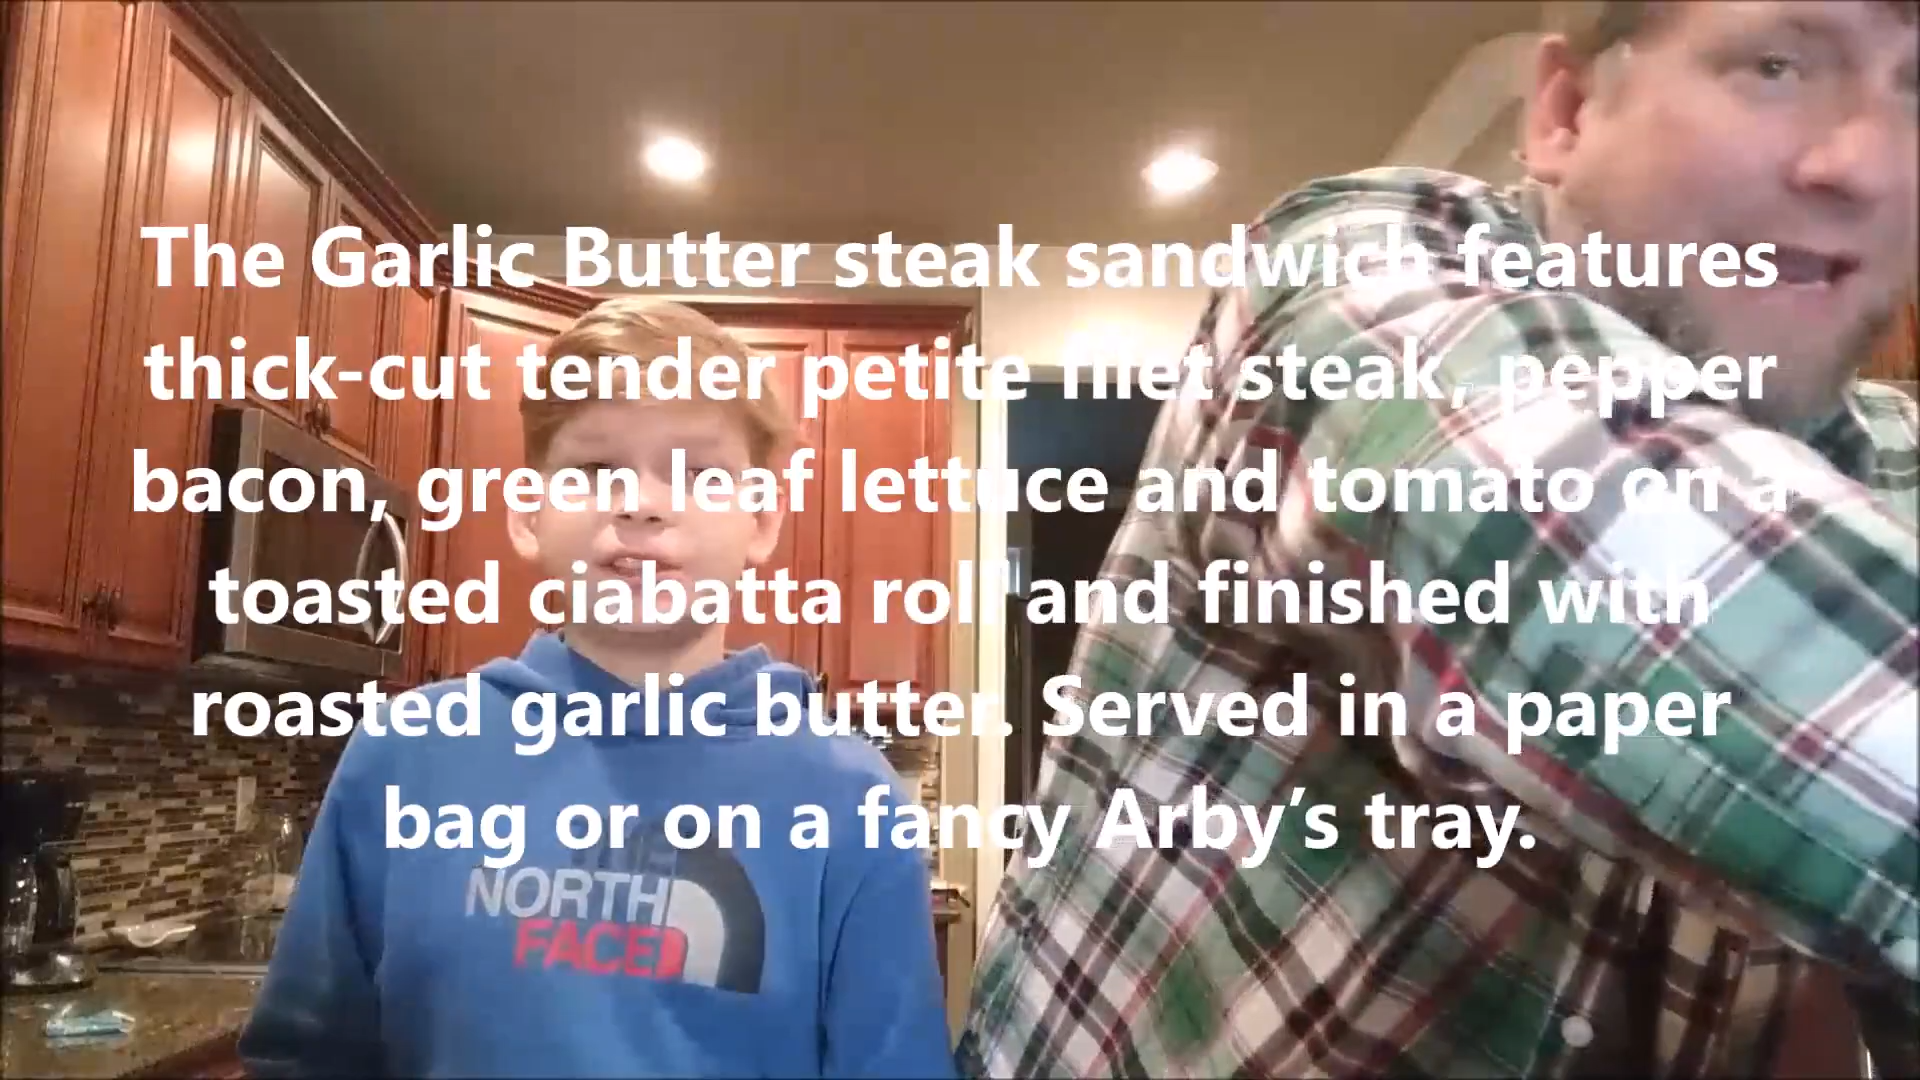 The Garlic Butter steak sandwich features
thick-cut tender petite filet steak, pepper
bacon, green leaf lettuce and tomato on a
toasted ciabatta roll and finished with
roasted garlic butter. Served in a paper
bag or on a fancy Arby’s tray.
THE
NORTH
FACE